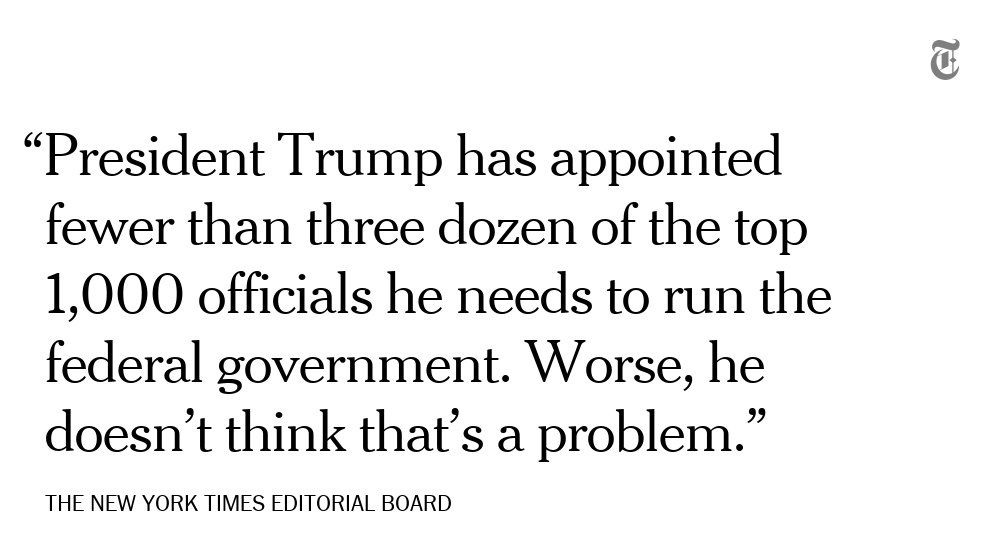 T
“President Trump has appointed
fewer than three dozen of the top
1,000 officials he needs to run the
federal government. Worse, he
doesn’t think that’s a problem.”
THE NEW YORK TIMES EDITORIAL BOARD